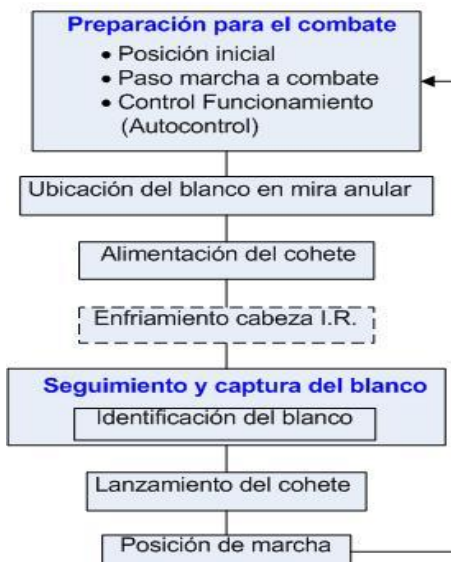 Preparación para el combate
• Posición inicial
• Paso marcha a combate
• Control Funcionamiento
(Autocontrol)
Ubicación del blanco en mira anular
Alimentación del cohete
Enfriamiento cabeza I.R.
Seguimiento y captura del blanco
Identificación del blanco
Lanzamiento del cohete
Posición de marcha